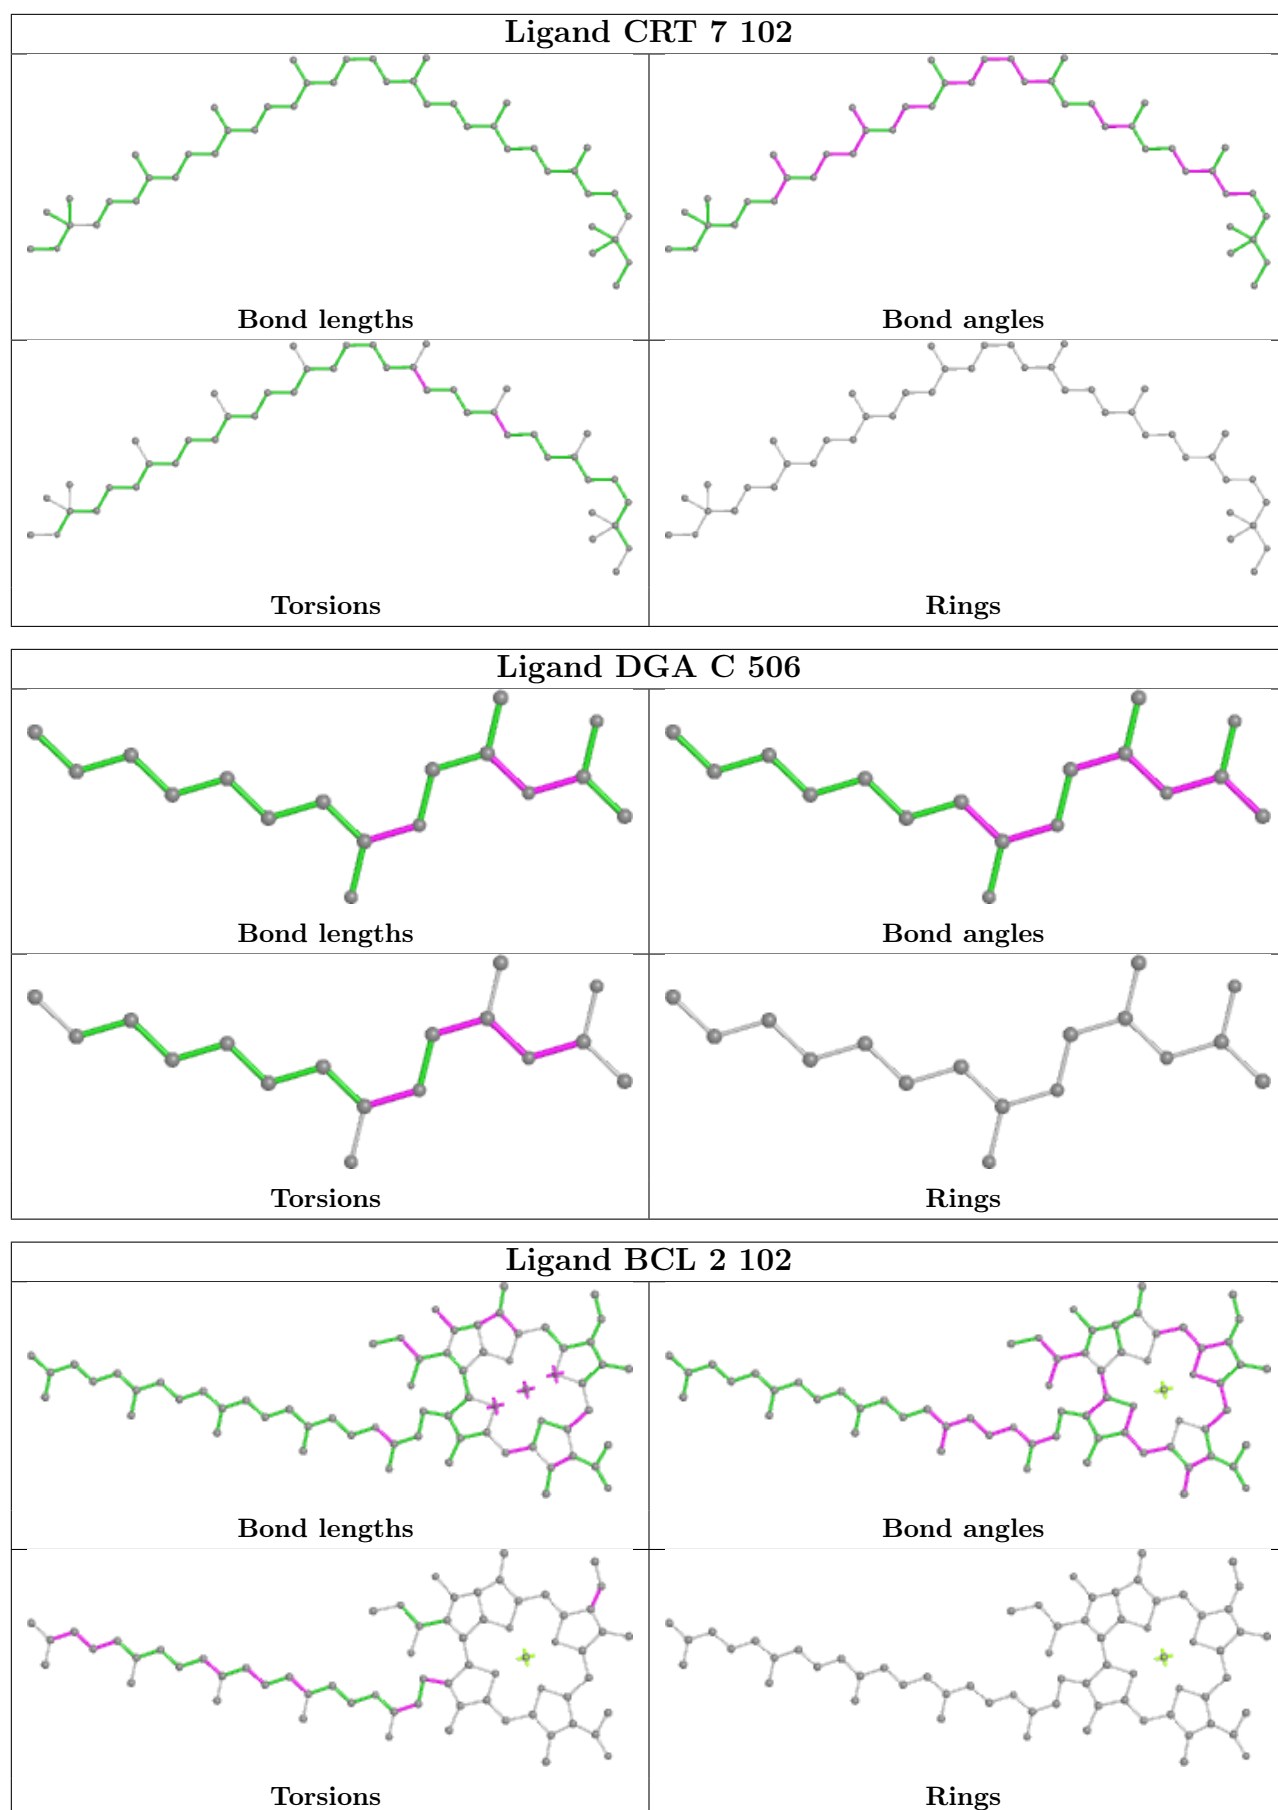 Ligand CRT 7 102
Bond lengths
Bond angles
Torsions
Rings
Ligand DGA C 506
Bond lengths
Bond angles
Torsions
Rings
Ligand BCL 2 102
Bond lengths
Bond angles
Torsions
Rings